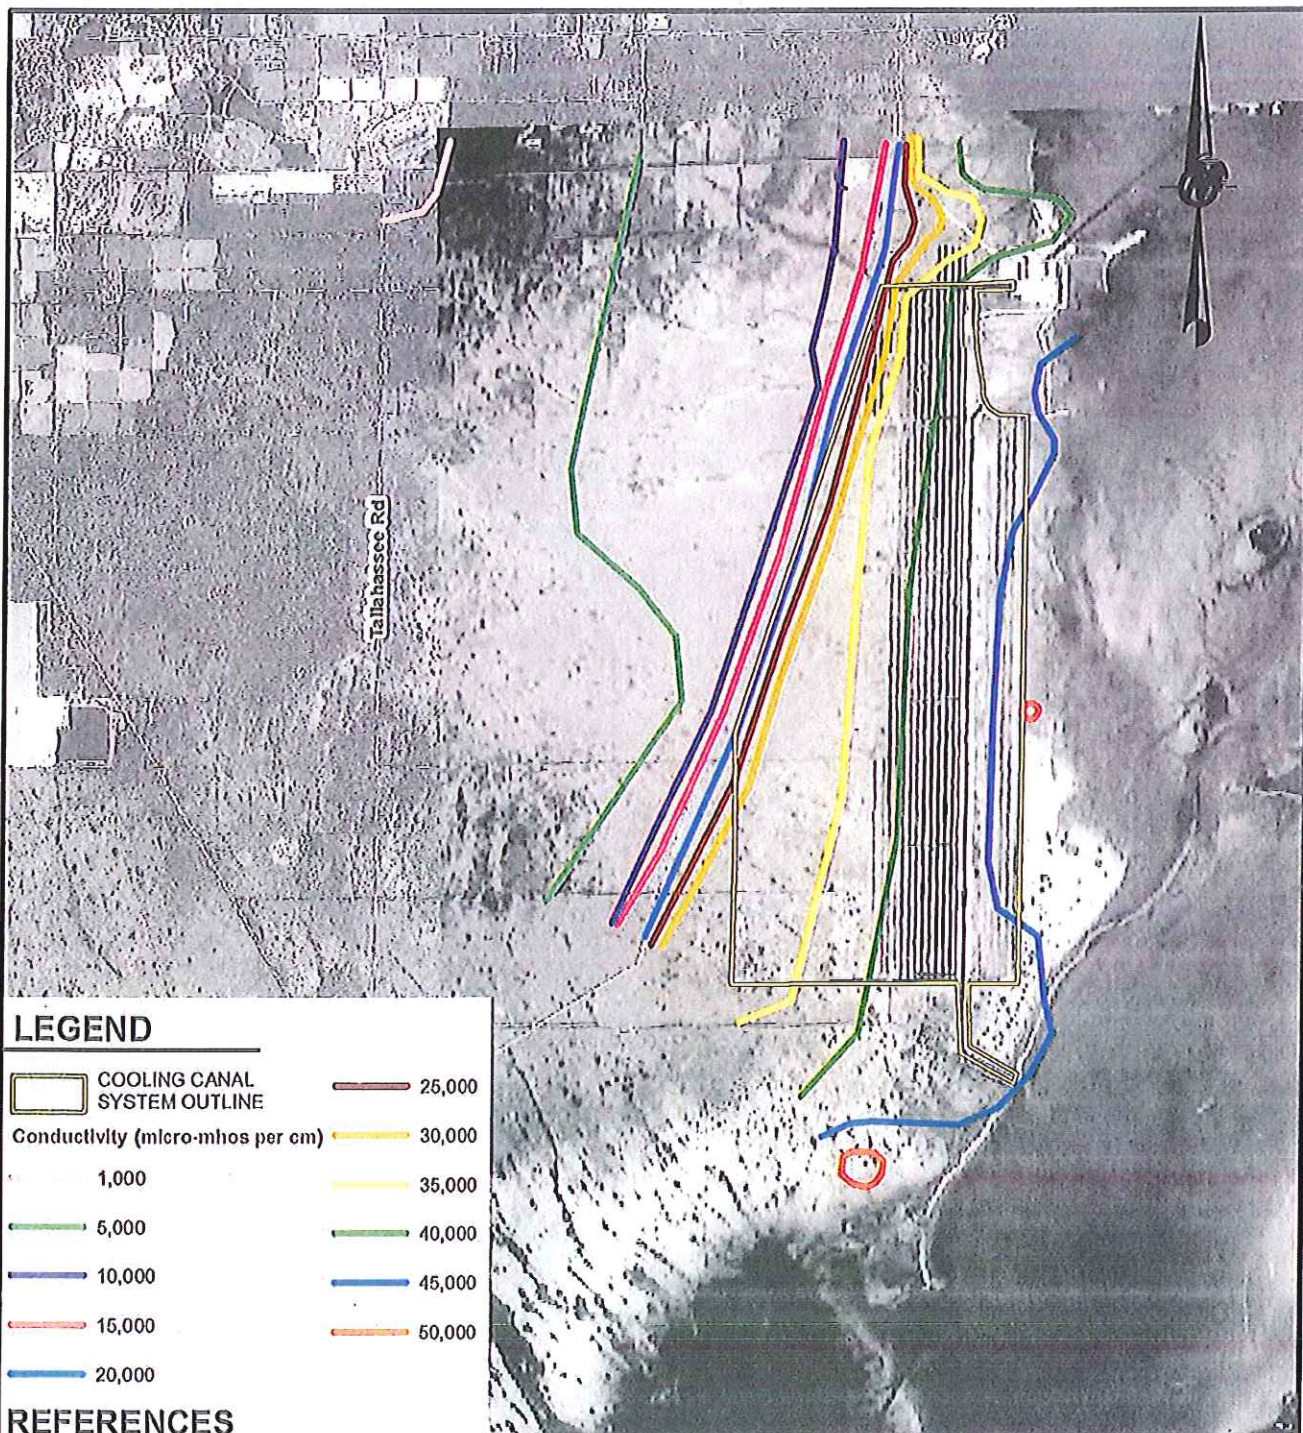 Tallahassee Rd
LEGEND
COOLING CANAL
SYSTEM OUTLINE
Conductivity (micro-mhos per cm)
1,000
5,000
10,000
15,000
20,000
25,000
30,000
35,000
40,000
45,000
50,000
REFERENCES